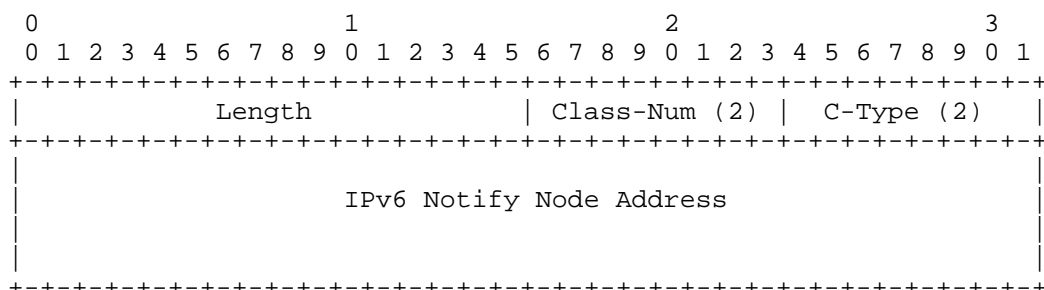 0                   1                   2                   3
 0 1 2 3 4 5 6 7 8 9 0 1 2 3 4 5 6 7 8 9 0 1 2 3 4 5 6 7 8 9 0 1
+-+-+-+-+-+-+-+-+-+-+-+-+-+-+-+-+-+-+-+-+-+-+-+-+-+-+-+-+-+-+-+-+
|            Length             | Class-Num (2) |  C-Type (2)   |
+-+-+-+-+-+-+-+-+-+-+-+-+-+-+-+-+-+-+-+-+-+-+-+-+-+-+-+-+-+-+-+-+
|                                                               |
|                    IPv6 Notify Node Address                   |
|                                                               |
|                                                               |
+-+-+-+-+-+-+-+-+-+-+-+-+-+-+-+-+-+-+-+-+-+-+-+-+-+-+-+-+-+-+-+-+